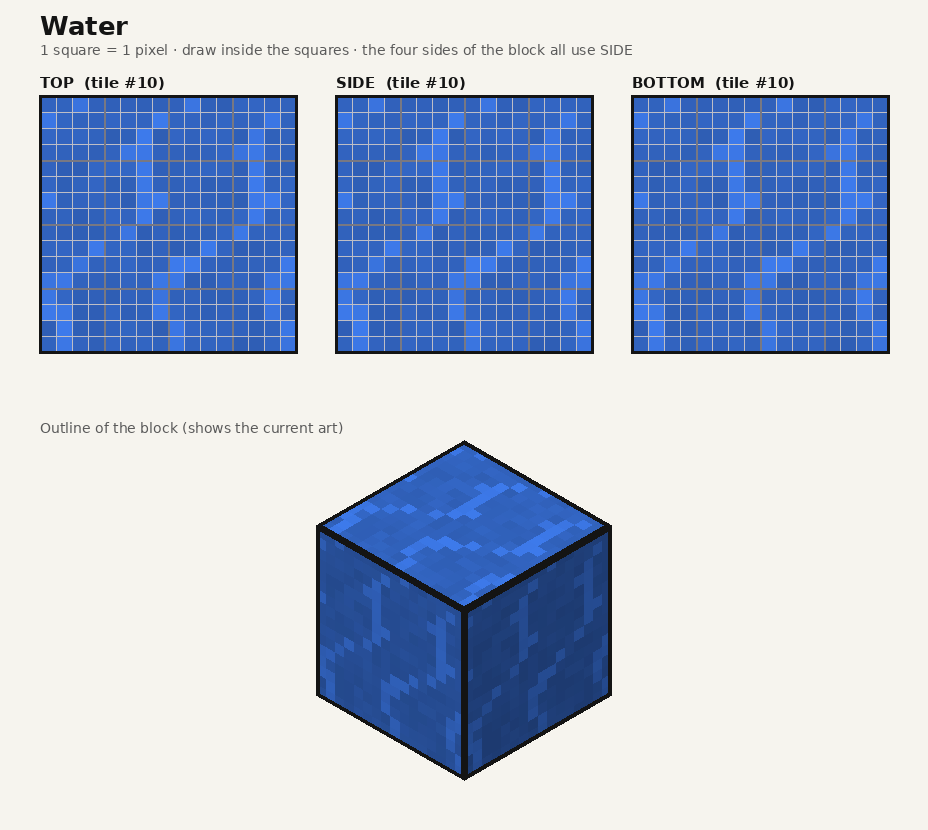 Water
1 square = 1 pixel · draw inside the squares · the four sides of the block all use SIDE
TOP (tile #10)
SIDE (tile #10)
BOTTOM (tile #10)
Outline of the block (shows the current art)